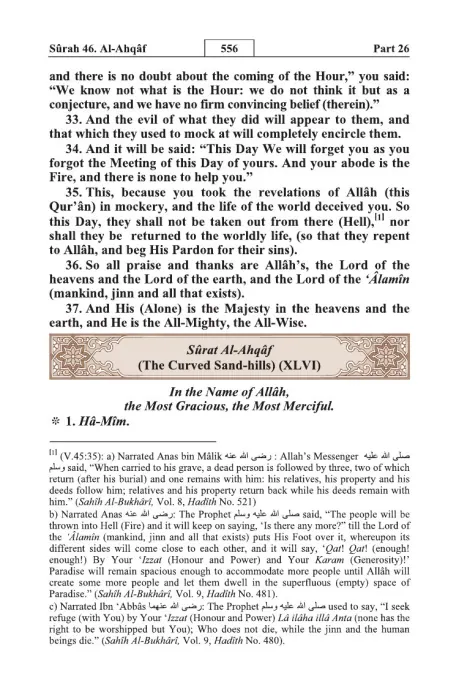 Sûrah 46. Al-Ahqâf 556 Part 26
and there is no doubt about the coming of the Hour,” you said:
“We know not what is the Hour: we do not think it but as a
conjecture, and we have no firm convincing belief (therein).”
33. And the evil of what they did will appear to them, and
that which they used to mock at will completely encircle them.
34. And it will be said: “This Day We will forget you as you
forgot the Meeting of this Day of yours. And your abode is the
Fire, and there is none to help you.”
35. This, because you took the revelations of Allâh (this
Qur’ân) in mockery, and the life of the world deceived you. So
this Day, they shall not be taken out from there (Hell),[1] nor
shall they be returned to the worldly life, (so that they repent
to Allâh, and beg His Pardon for their sins).
36. So all praise and thanks are Allâh’s, the Lord of the
heavens and the Lord of the earth, and the Lord of the ‘Âlamîn
(mankind, jinn and all that exists).
37. And His (Alone) is the Majesty in the heavens and the
earth, and He is the All-Mighty, the All-Wise.
Sûrat Al-Ahqâf
(The Curved Sand-hills) (XLVI)
In the Name of Allâh,
the Most Gracious, the Most Merciful.
* 1. Hâ-Mîm.
[1] (V.45:35): a) Narrated Anas bin Mâlik رضي الله عنه : Allah’s Messenger صلى الله عليه
وسلم said, “When carried to his grave, a dead person is followed by three, two of which
return (after his burial) and one remains with him: his relatives, his property and his
deeds follow him; relatives and his property return back while his deeds remain with
him.” (Sahîh Al-Bukhârî, Vol. 8, Hadîth No. 521)
b) Narrated Anas رضي الله عنه: The Prophet صلى الله عليه وسلم said, “The people will be
thrown into Hell (Fire) and it will keep on saying, ‘Is there any more?” till the Lord of
the ‘Âlamîn (mankind, jinn and all that exists) puts His Foot over it, whereupon its
different sides will come close to each other, and it will say, ‘Qat! Qat! (enough!
enough!) By Your ‘Izzat (Honour and Power) and Your Karam (Generosity)!’
Paradise will remain spacious enough to accommodate more people until Allâh will
create some more people and let them dwell in the superfluous (empty) space of
Paradise.” (Sahîh Al-Bukhârî, Vol. 9, Hadîth No. 481).
c) Narrated Ibn ‘Abbâs رضي الله عنهما: The Prophet صلى الله عليه وسلم used to say, “I seek
refuge (with You) by Your ‘Izzat (Honour and Power) Lâ ilâha illâ Anta (none has the
right to be worshipped but You); Who does not die, while the jinn and the human
beings die.” (Sahîh Al-Bukhârî, Vol. 9, Hadîth No. 480).